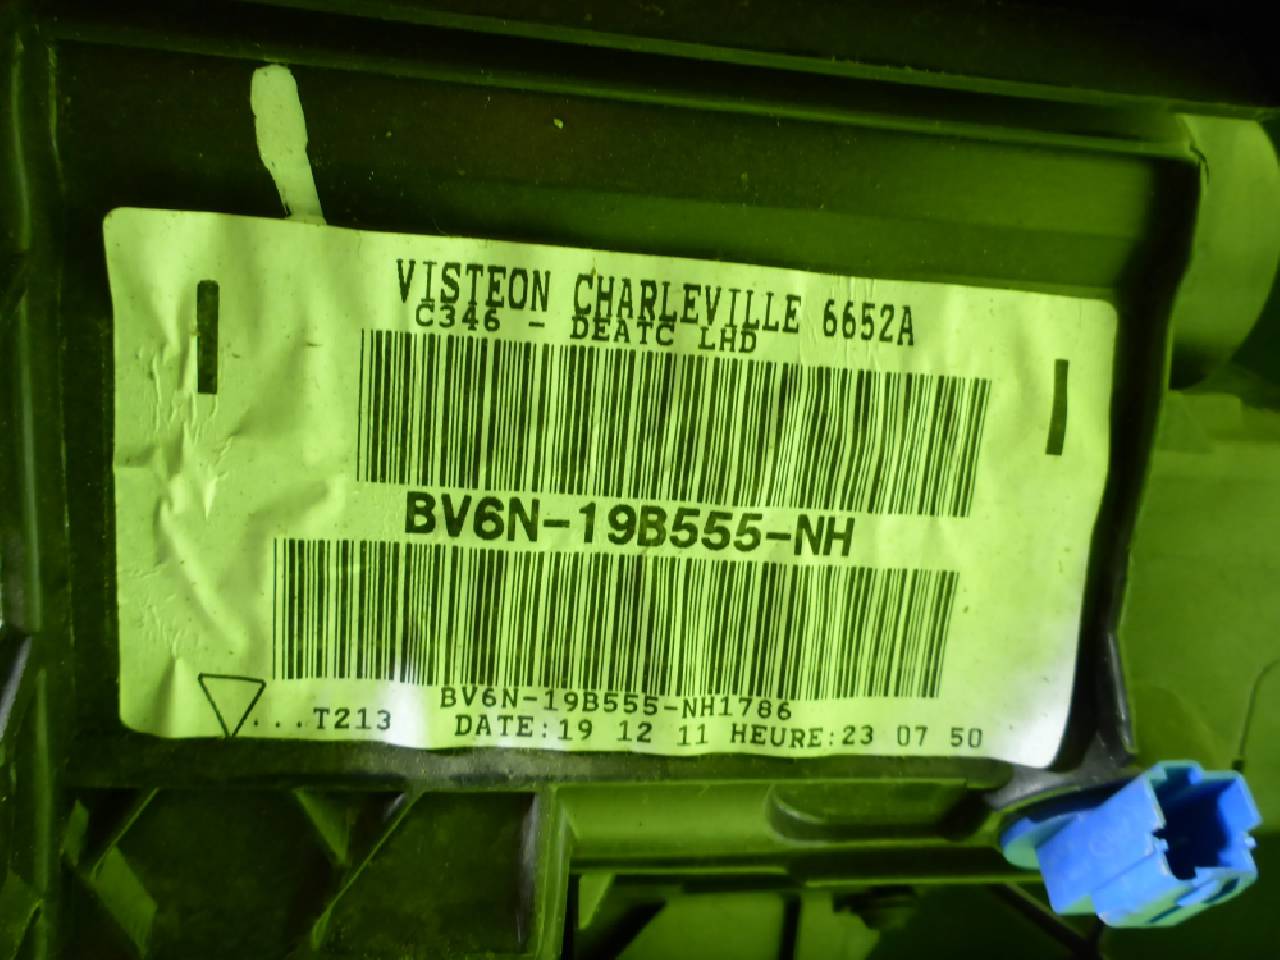 VISTEON CHARLEVILLE 6652A
C346 - DEATC LHD
BV6N-19B555-NH
BV6N-19B555-NH1786
...T213 DATE:19 12 11 HEURE:23 07 50